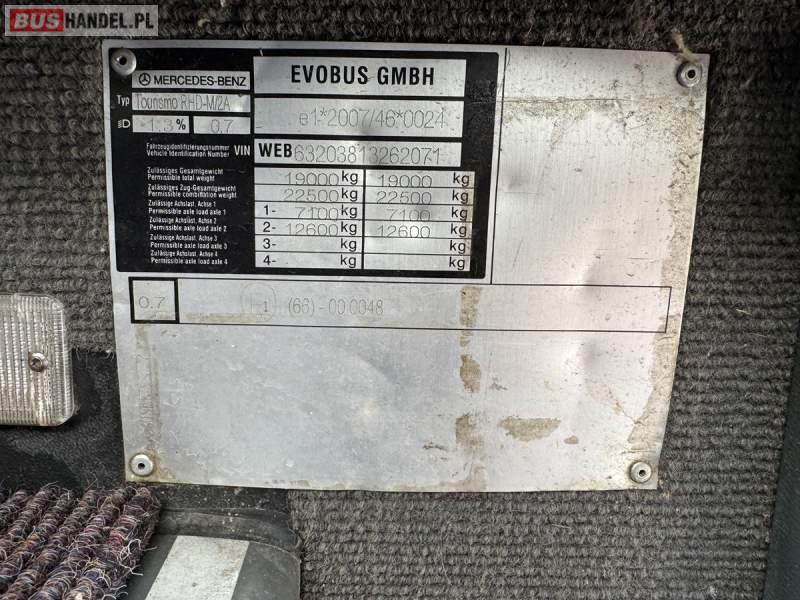 BUSHANDEL.PL
MERCEDES-BENZ
EVOBUS GMBH
Typ Tourismo RHD-M/2A
e1*2007/46*0024
-1.3% 0.7
Fahrzeugidentifizierungsnummer
Vehicle Identification Number VIN WEB63203813262071
Zulässiges Gesamtgewicht
Permissible total weight 19000 kg 19000 kg
Zulässiges Zug-Gesamtgewicht
Permissible combination weight 22500 kg 22500 kg
Zulässige Achslast, Achse 1
Permissible axle load axle 1 1- 7100 kg 7100 kg
Zulässige Achslast, Achse 2
Permissible axle load axle 2 2- 12600 kg 12600 kg
Zulässige Achslast, Achse 3
Permissible axle load axle 3 3- kg kg
Zulässige Achslast, Achse 4
Permissible axle load axle 4 4- kg kg
0.7 1 (66)-00 0048